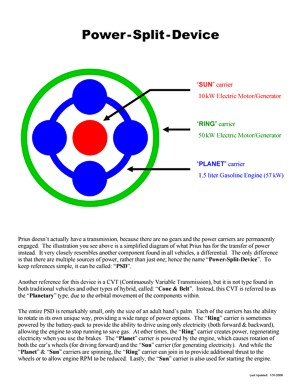 Power-Split-Device
"SUN" carrier
10 kW Electric Motor/Generator
"RING" carrier
50 kW Electric Motor/Generator
"PLANET" carrier
1.5 liter Gasoline Engine (57 kW)
Prius doesn't actually have a transmission, because there are no gears and the power carriers are permanently
engaged. The illustration you see above is a simplified diagram of what Prius has for the transfer of power
instead. It very closely resembles another component found in all vehicles, a differential. The only difference
is that there are multiple sources of power, rather than just one; hence the name "Power-Split-Device". To
keep references simple, it can be called: "PSD".
Another reference for this device is a CVT (Continuously Variable Transmission), but it is not type found in
both traditional vehicles and other types of hybrid, called: "Cone & Belt". Instead, this CVT is referred to as
the "Planetary" type, due to the orbital movement of the components within.
The entire PSD is remarkably small, only the size of an adult hand's palm. Each of the carriers has the ability
to rotate in its own unique way, providing a wide range of power options. The "Ring" carrier is sometimes
powered by the battery-pack to provide the ability to drive using only electricity (both forward & backward),
allowing the engine to stop running to save gas. At other times, the "Ring" carrier creates power, regenerating
electricity when you use the brakes. The "Planet" carrier is powered by the engine, which causes rotation of
both the car's wheels (for driving forward) and the "Sun" carrier (for generating electricity). And while the
"Planet" & "Sun" carriers are spinning, the "Ring" carrier can join in to provide additional thrust to the
wheels or to allow engine RPM to be reduced. Lastly, the "Sun" carrier is also used for starting the engine.